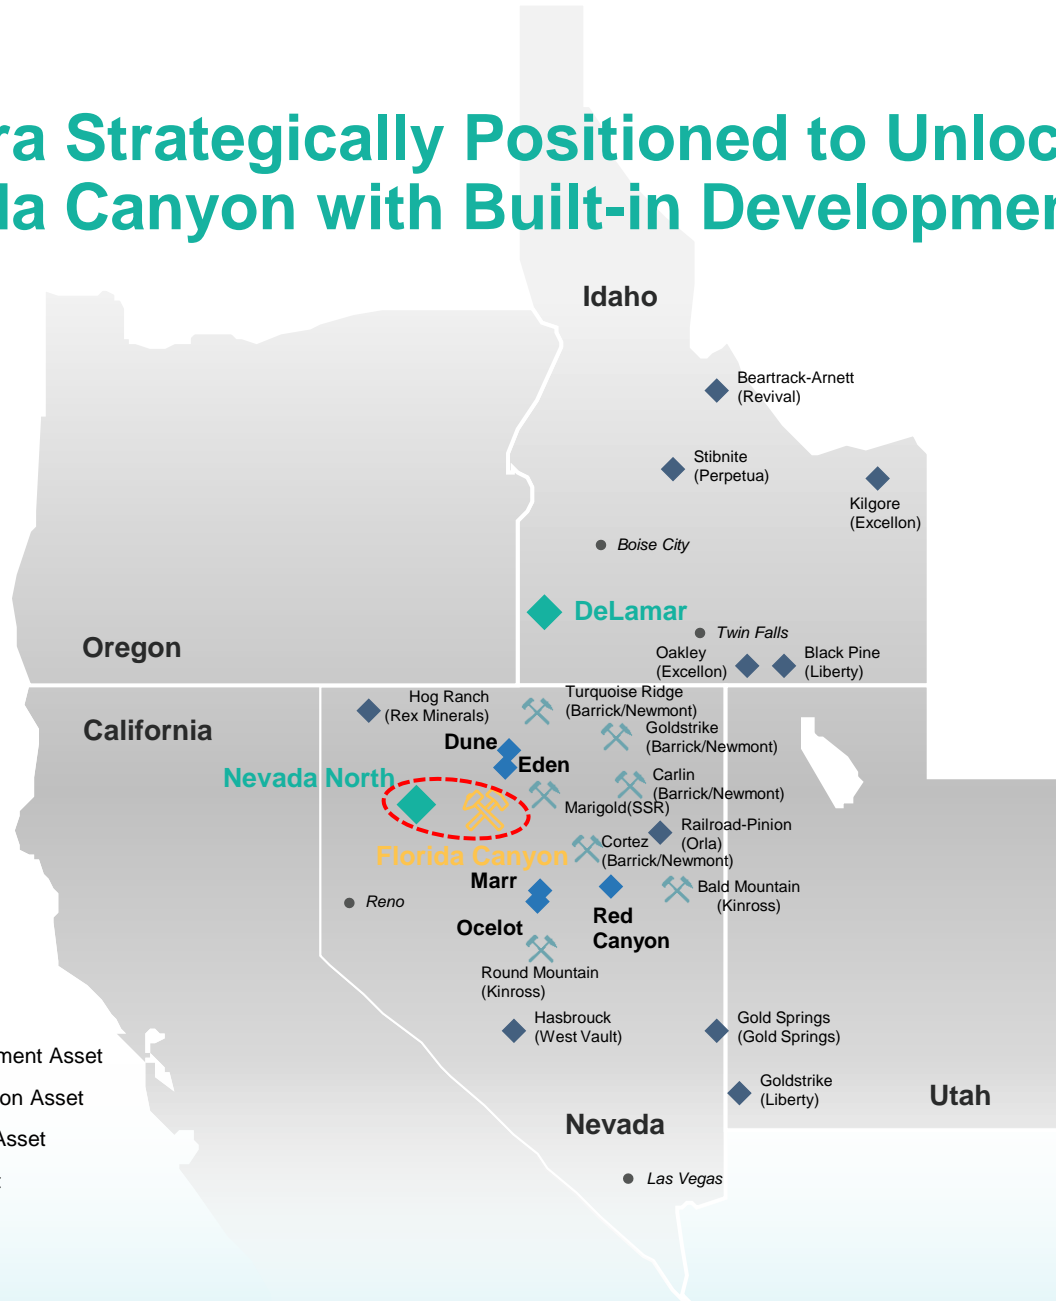 ra Strategically Positioned to Unloc
la Canyon with Built-in Developmen
Idaho
Beartrack-Arnett
(Revival)
Stibnite
(Perpetua)
Kilgore
(Excellon)
Boise City
DeLamar
Twin Falls
Oregon
Oakley
(Excellon)
Black Pine
(Liberty)
Hog Ranch
(Rex Minerals)
Turquoise Ridge
(Barrick/Newmont)
California
Goldstrike
(Barrick/Newmont)
Dune
Eden
Nevada North
Carlin
(Barrick/Newmont)
Marigold(SSR)
Railroad-Pinion
(Orla)
Cortez
(Barrick/Newmont)
Florida Canyon
Marr
Bald Mountain
(Kinross)
Reno
Red
Canyon
Ocelot
Round Mountain
(Kinross)
Hasbrouck
(West Vault)
Gold Springs
(Gold Springs)
ment Asset
on Asset
Goldstrike
(Liberty)
Utah
Nevada
Asset
Las Vegas